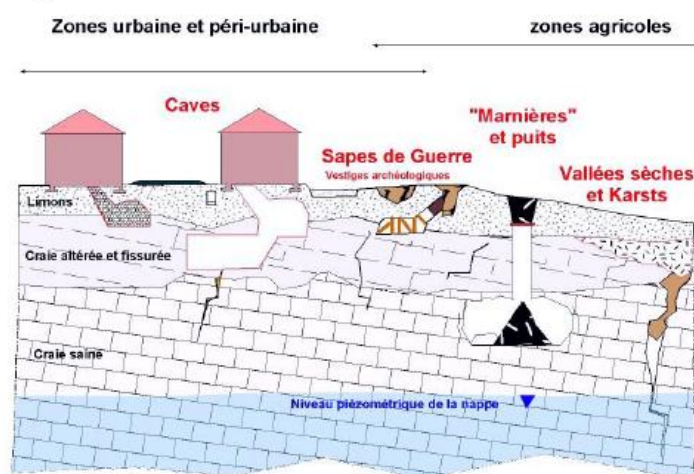 Zones urbaine et péri-urbaine
zones agricoles
Caves
"Marnières"
et puits
Sapes de Guerre
Vestiges archéologiques
Vallées sèches
et Karsts
Limons
Craie altérée et fissurée
Craie saine
Niveau piézométrique de la nappe